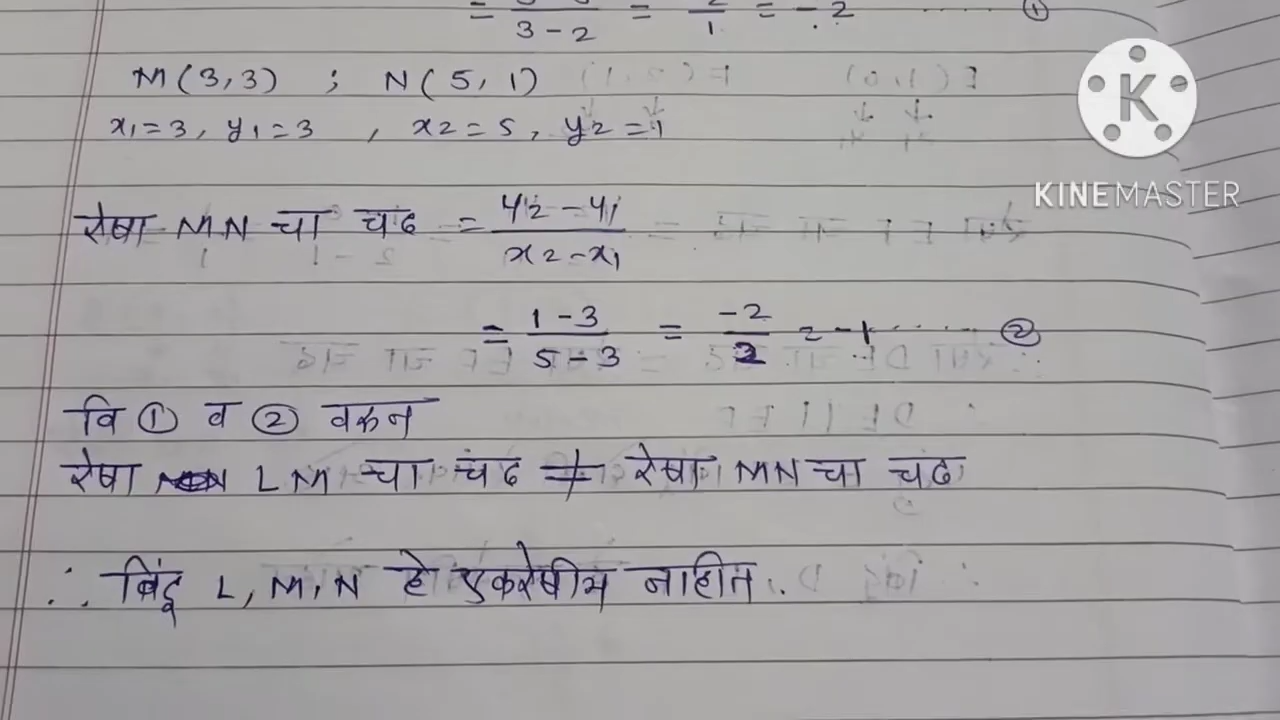 = 3 - 2 = 1 = -2 ..... ①
M(3,3) ; N(5,1)
x1=3, y1=3 , x2=5, y2=1
रेषा MN चा चढ = y2-y1 / x2-x1
= 1-3 / 5-3 = -2 / 2 = -1 ...... ②
वि ① व ② वरून
रेषा LM चा चढ ≠ रेषा MN चा चढ
∴ बिंदू L, M, N हे एकरेषीय नाहीत.
K
KINEMASTER